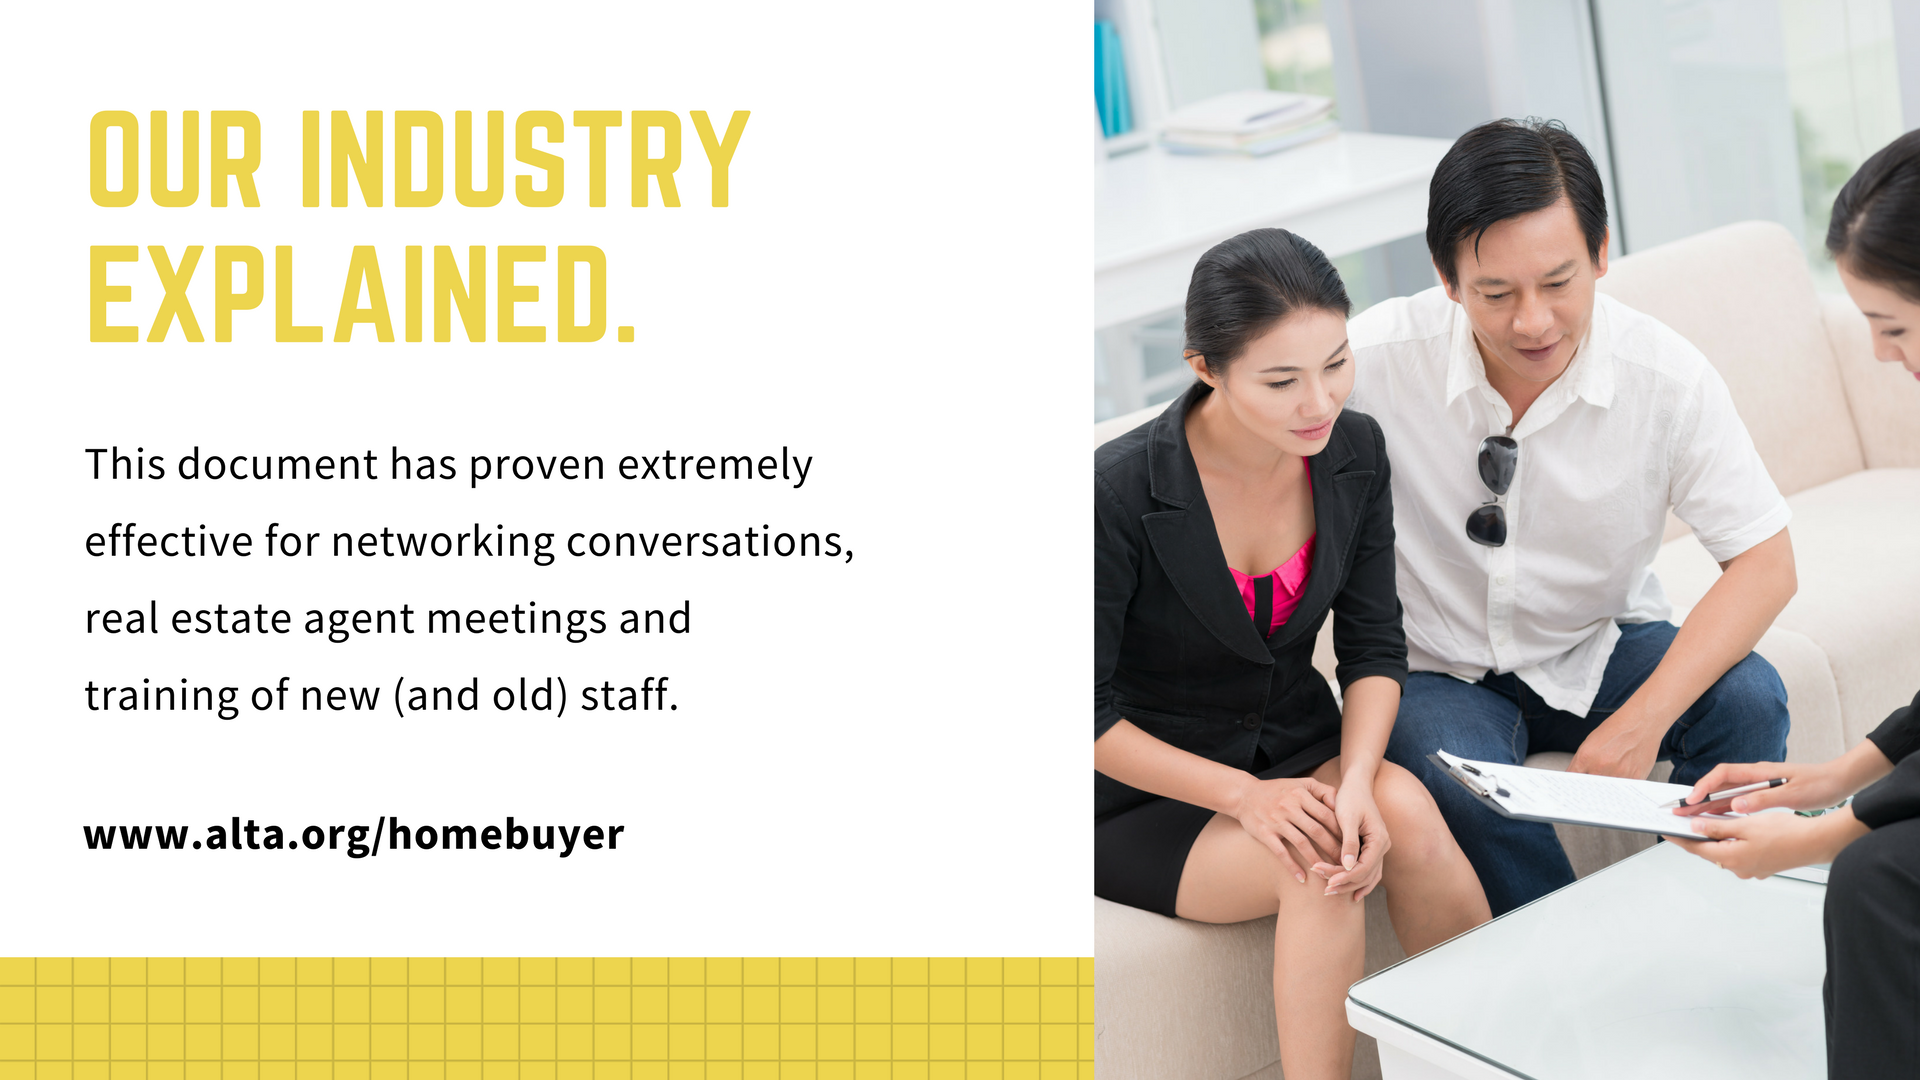 OUR INDUSTRY
EXPLAINED.
This document has proven extremely
effective for networking conversations,
real estate agent meetings and
training of new (and old) staff.
www.alta.org/homebuyer